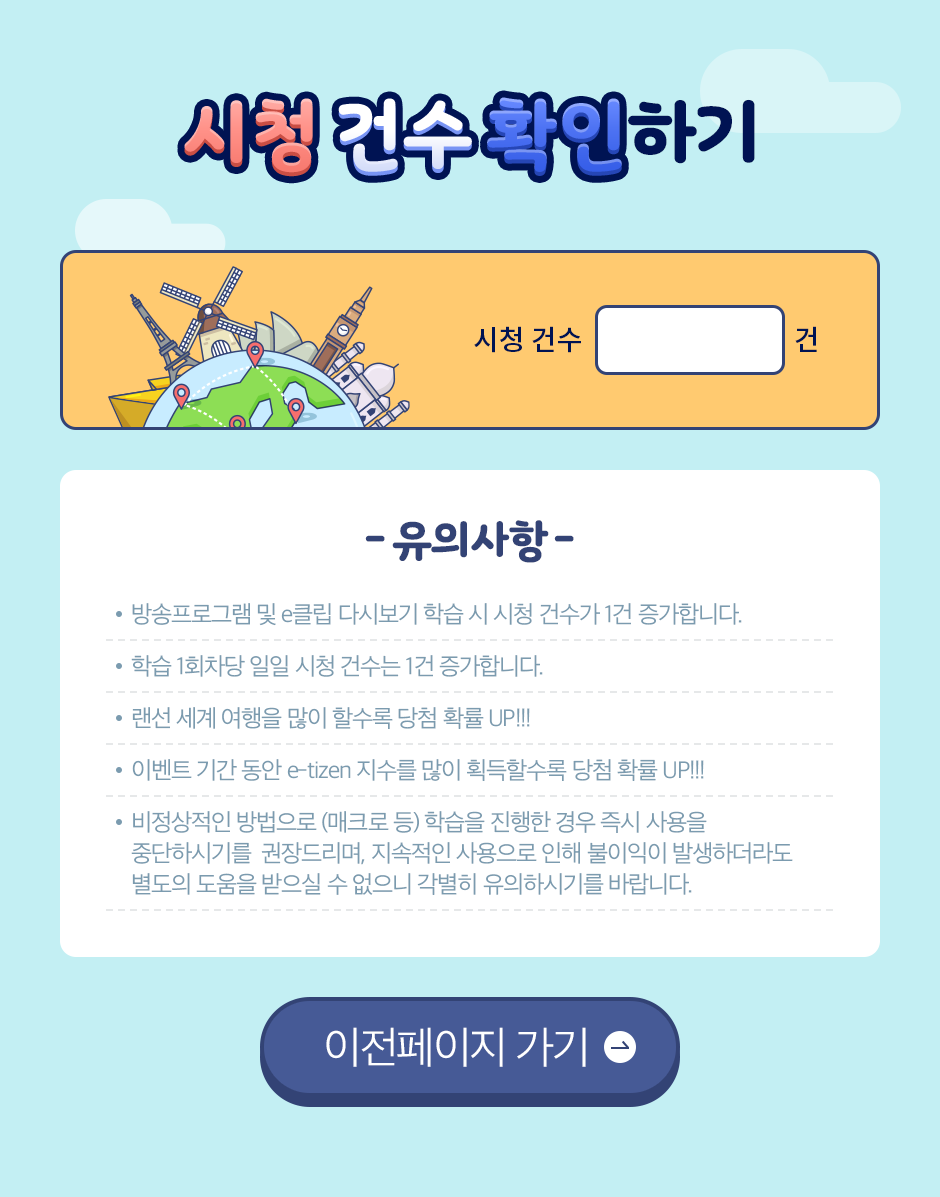 시청 건수 확인하기
시청 건수 건
- 유의사항 -
• 방송프로그램 및 e클립 다시보기 학습 시 시청 건수가 1건 증가합니다.
• 학습 1회차당 일일 시청 건수는 1건 증가합니다.
• 랜선 세계 여행을 많이 할수록 당첨 확률 UP!!!
• 이벤트 기간 동안 e-tizen 지수를 많이 획득할수록 당첨 확률 UP!!!
• 비정상적인 방법으로 (매크로 등) 학습을 진행한 경우 즉시 사용을
중단하시기를 권장드리며, 지속적인 사용으로 인해 불이익이 발생하더라도
별도의 도움을 받으실 수 없으니 각별히 유의하시기를 바랍니다.
이전페이지 가기